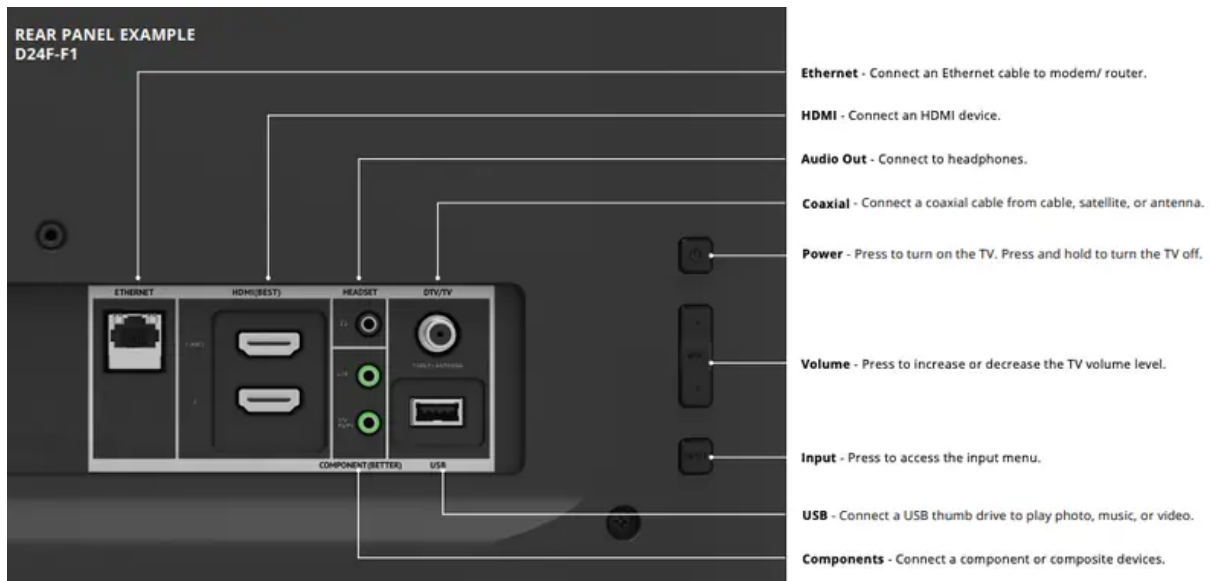 REAR PANEL EXAMPLE
D24F-F1
Ethernet - Connect an Ethernet cable to modem/ router.
HDMI - Connect an HDMI device.
Audio Out - Connect to headphones.
Coaxial - Connect a coaxial cable from cable, satellite, or antenna.
Power - Press to turn on the TV. Press and hold to turn the TV off.
ETHERNET
HDMI(BEST)
HEADSET
DTV/TV
Volume - Press to increase or decrease the TV volume level.
COMPONENT(BETTER)
USB
Input - Press to access the input menu.
USB - Connect a USB thumb drive to play photo, music, or video.
Components - Connect a component or composite devices.